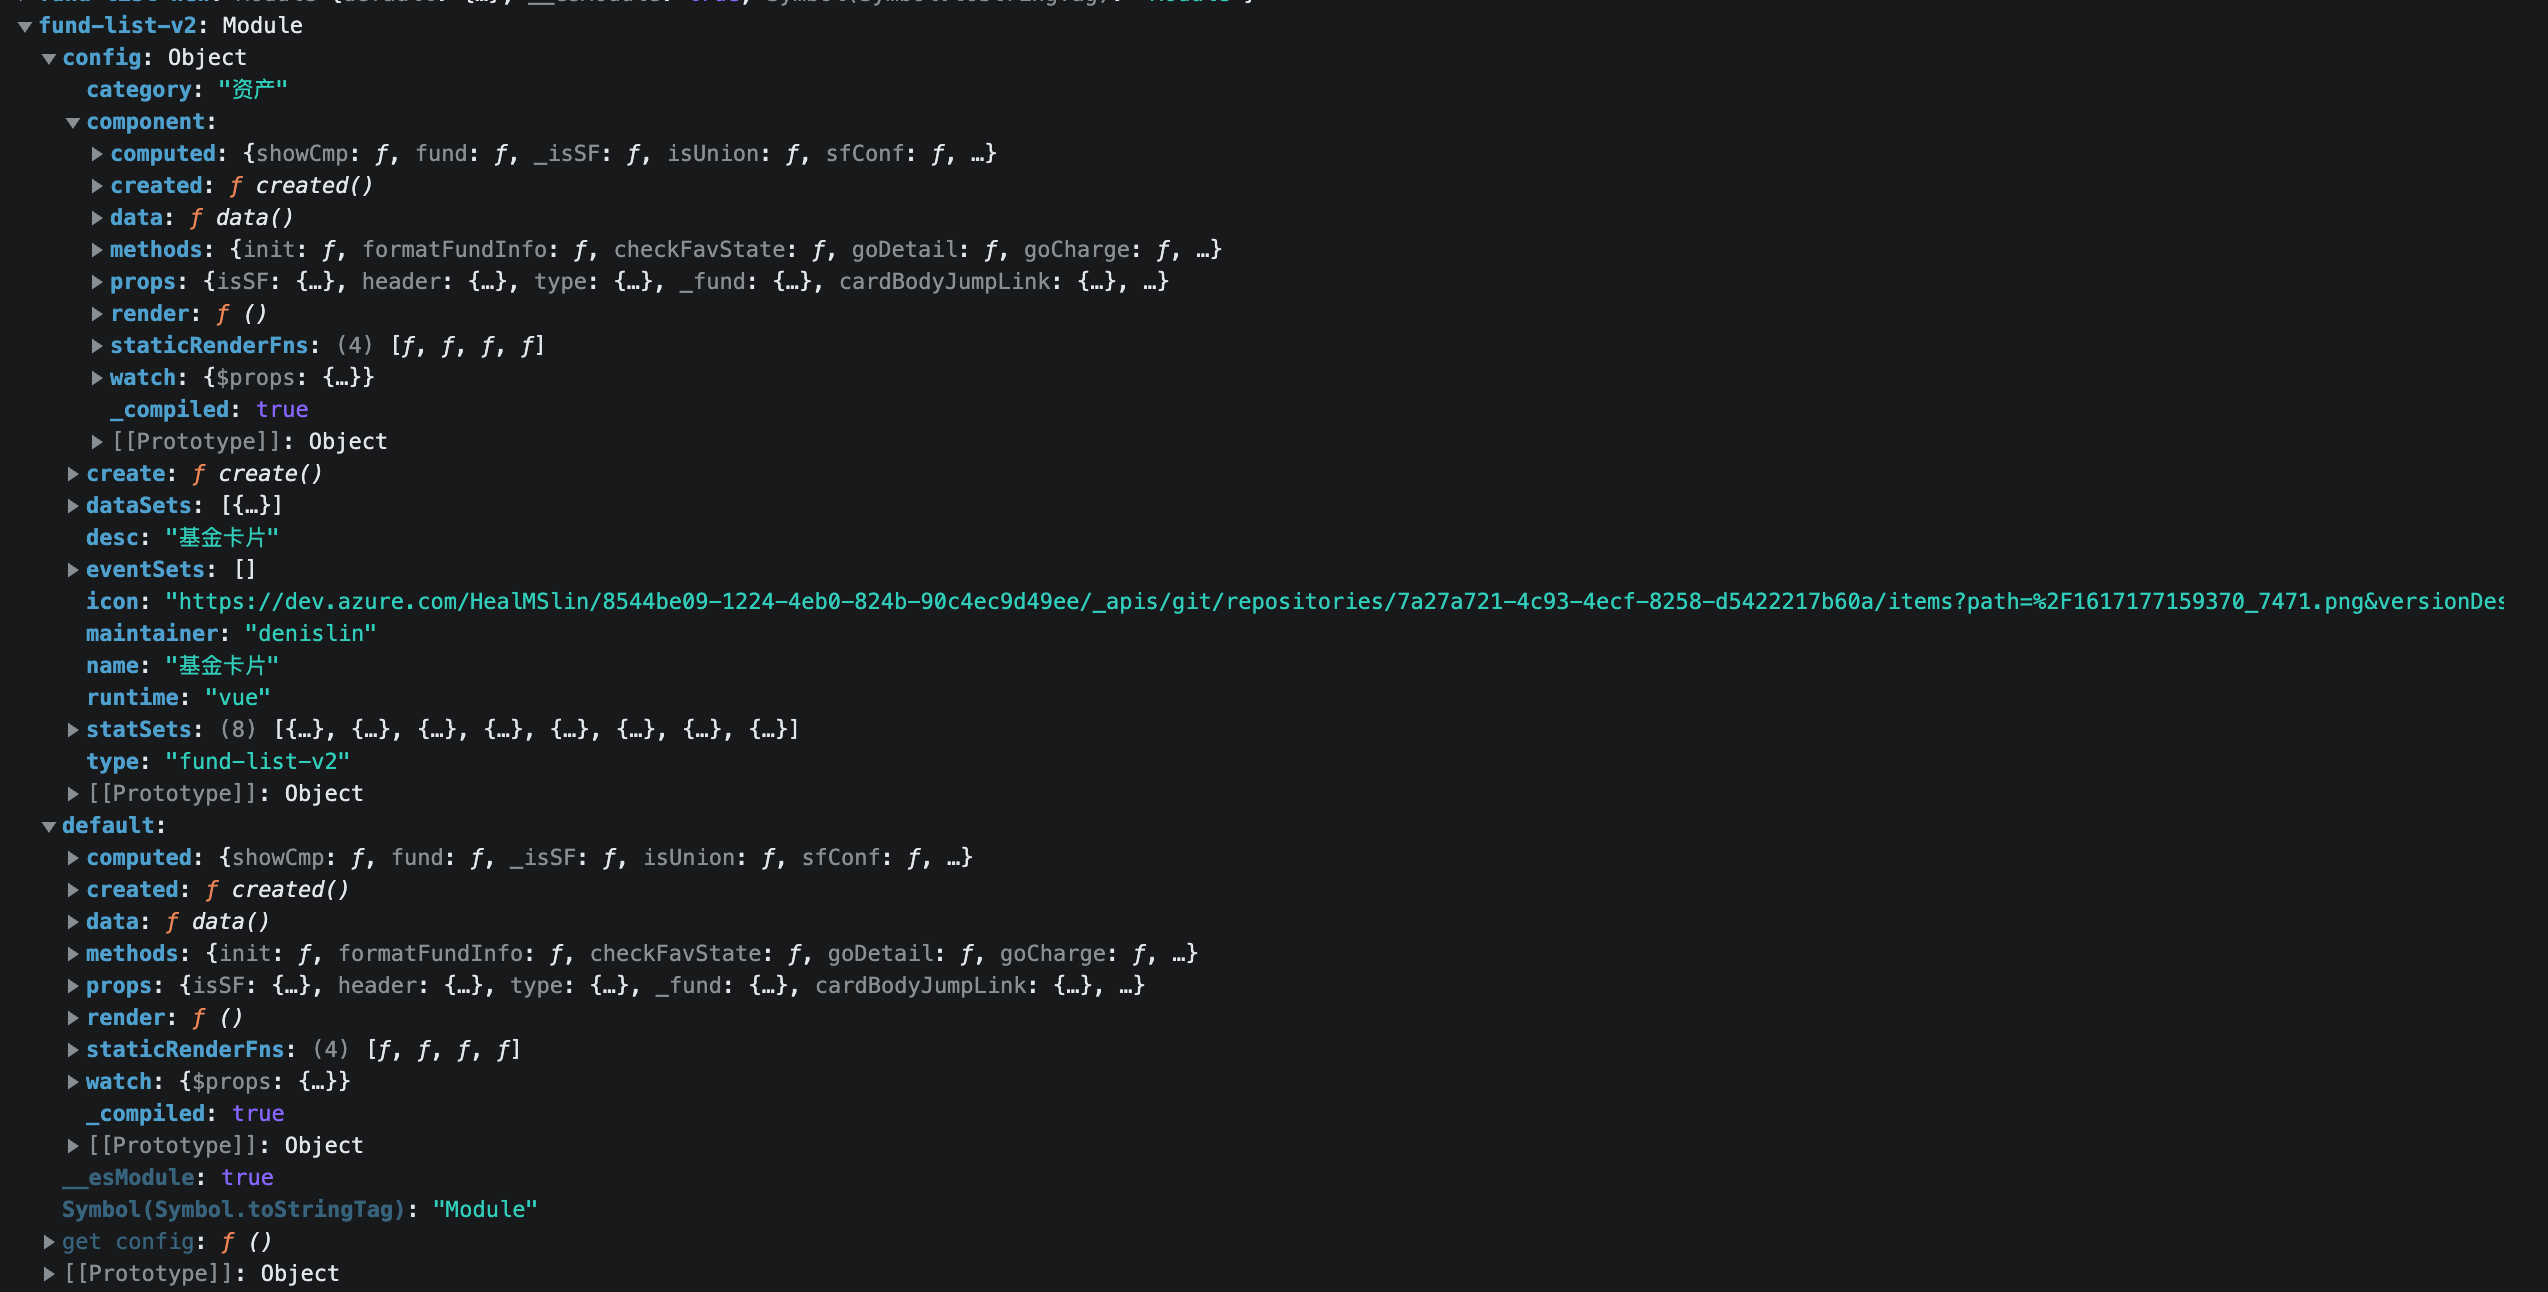 ▼fund-list-v2: Module
▼config: Object
category: "资产"
▼component:
▶computed: {showCmp: ƒ, fund: ƒ, _isSF: ƒ, isUnion: ƒ, sfConf: ƒ, …}
▶created: ƒ created()
▶data: ƒ data()
▶methods: {init: ƒ, formatFundInfo: ƒ, checkFavState: ƒ, goDetail: ƒ, goCharge: ƒ, …}
▶props: {isSF: {…}, header: {…}, type: {…}, _fund: {…}, cardBodyJumpLink: {…}, …}
▶render: ƒ ()
▶staticRenderFns: (4) [ƒ, ƒ, ƒ, ƒ]
▶watch: {$props: {…}}
_compiled: true
▶[[Prototype]]: Object
▶create: ƒ create()
▶dataSets: [{…}]
desc: "基金卡片"
▶eventSets: []
icon: "https://dev.azure.com/HealMSlin/8544be09-1224-4eb0-824b-90c4ec9d49ee/_apis/git/repositories/7a27a721-4c93-4ecf-8258-d5422217b60a/items?path=%2F1617177159370_7471.png&versionDes
maintainer: "denislin"
name: "基金卡片"
runtime: "vue"
▶statSets: (8) [{…}, {…}, {…}, {…}, {…}, {…}, {…}, {…}]
type: "fund-list-v2"
▶[[Prototype]]: Object
▼default:
▶computed: {showCmp: ƒ, fund: ƒ, _isSF: ƒ, isUnion: ƒ, sfConf: ƒ, …}
▶created: ƒ created()
▶data: ƒ data()
▶methods: {init: ƒ, formatFundInfo: ƒ, checkFavState: ƒ, goDetail: ƒ, goCharge: ƒ, …}
▶props: {isSF: {…}, header: {…}, type: {…}, _fund: {…}, cardBodyJumpLink: {…}, …}
▶render: ƒ ()
▶staticRenderFns: (4) [ƒ, ƒ, ƒ, ƒ]
▶watch: {$props: {…}}
_compiled: true
▶[[Prototype]]: Object
__esModule: true
Symbol(Symbol.toStringTag): "Module"
▶get config: ƒ ()
▶[[Prototype]]: Object